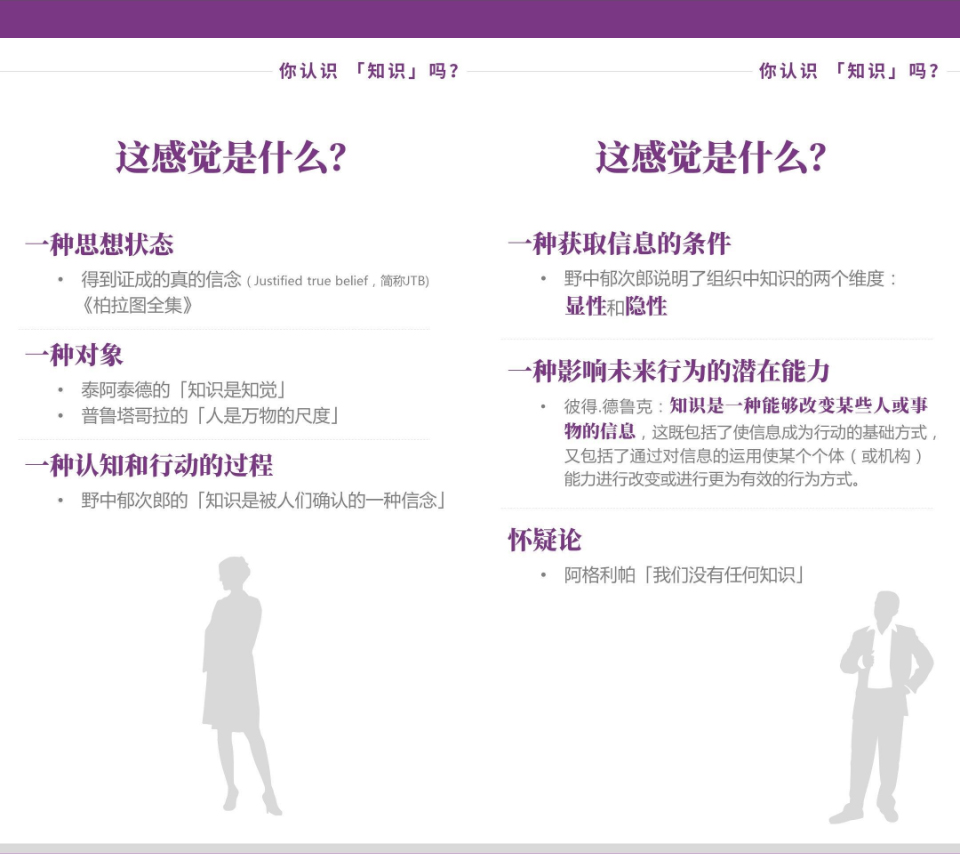 你认识 「知识」吗？
这感觉是什么？
一种思想状态
• 得到证成的真的信念（Justified true belief，简称JTB)
《柏拉图全集》
一种对象
• 泰阿泰德的「知识是知觉」
• 普鲁塔哥拉的「人是万物的尺度」
一种认知和行动的过程
• 野中郁次郎的「知识是被人们确认的一种信念」
你认识 「知识」吗？
这感觉是什么？
一种获取信息的条件
• 野中郁次郎说明了组织中知识的两个维度：
显性和隐性
一种影响未来行为的潜在能力
• 彼得.德鲁克：知识是一种能够改变某些人或事
物的信息，这既包括了使信息成为行动的基础方式，
又包括了通过对信息的运用使某个个体（或机构）
能力进行改变或进行更为有效的行为方式。
怀疑论
• 阿格利帕「我们没有任何知识」